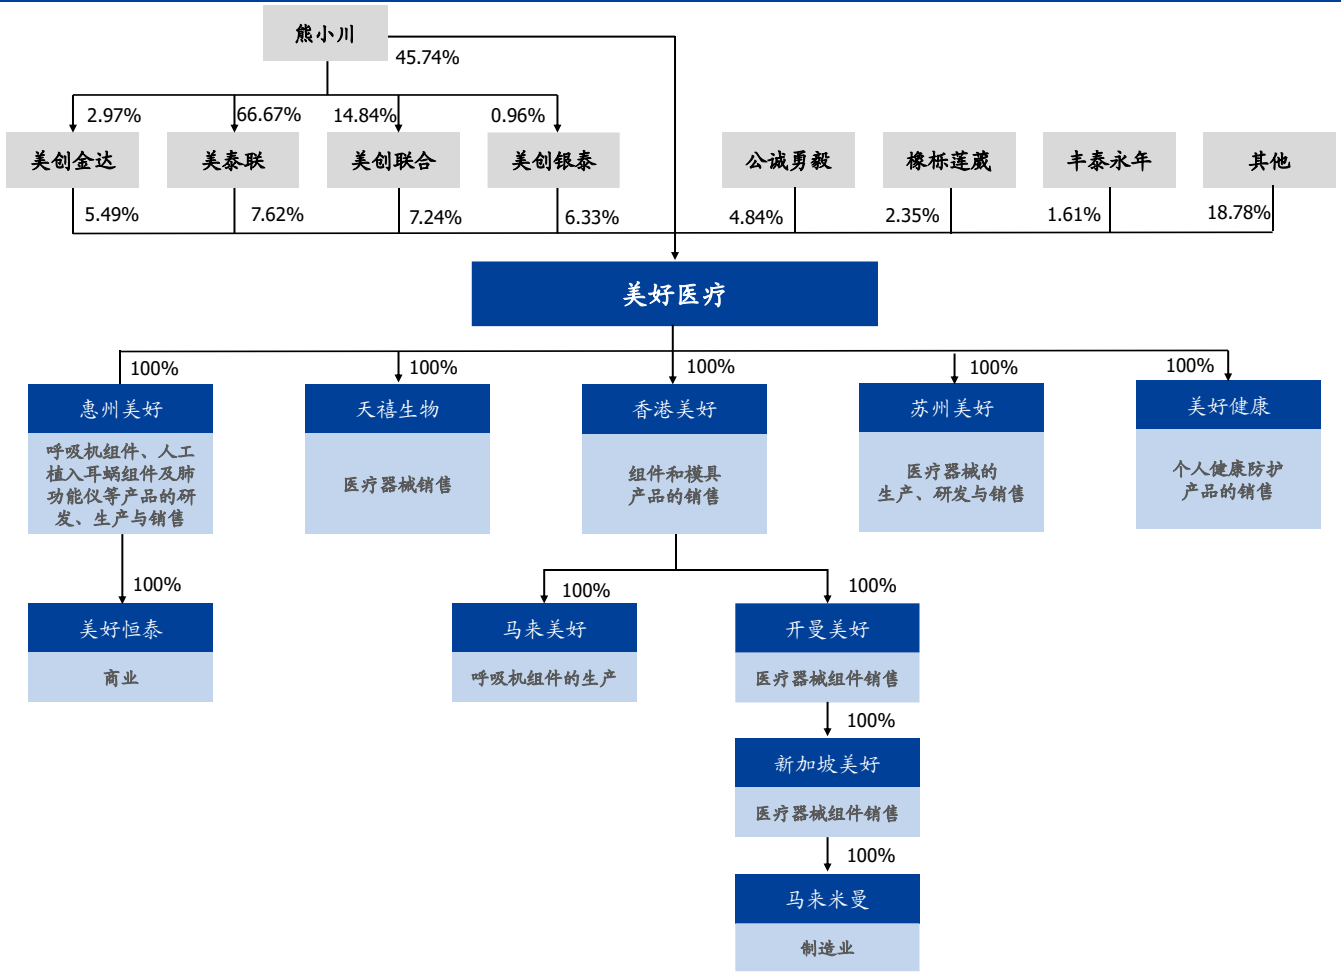 熊小川
45.74%
2.97%
66.67%
14.84%
0.96%
美创金达
美泰联
美创联合
美创银泰
公诚勇毅
橡栎莲葳
丰泰永年
其他
5.49%
7.62%
7.24%
6.33%
4.84%
2.35%
1.61%
18.78%
美好医疗
100%
100%
100%
100%
100%
惠州美好
呼吸机组件、人工
植入耳蜗组件及肺
功能仪等产品的研
发、生产与销售
天禧生物
医疗器械销售
香港美好
组件和模具
产品的销售
苏州美好
医疗器械的
生产、研发与销售
美好健康
个人健康防护
产品的销售
100%
100%
100%
美好恒泰
商业
马来美好
呼吸机组件的生产
开曼美好
医疗器械组件销售
100%
新加坡美好
医疗器械组件销售
100%
马来米曼
制造业